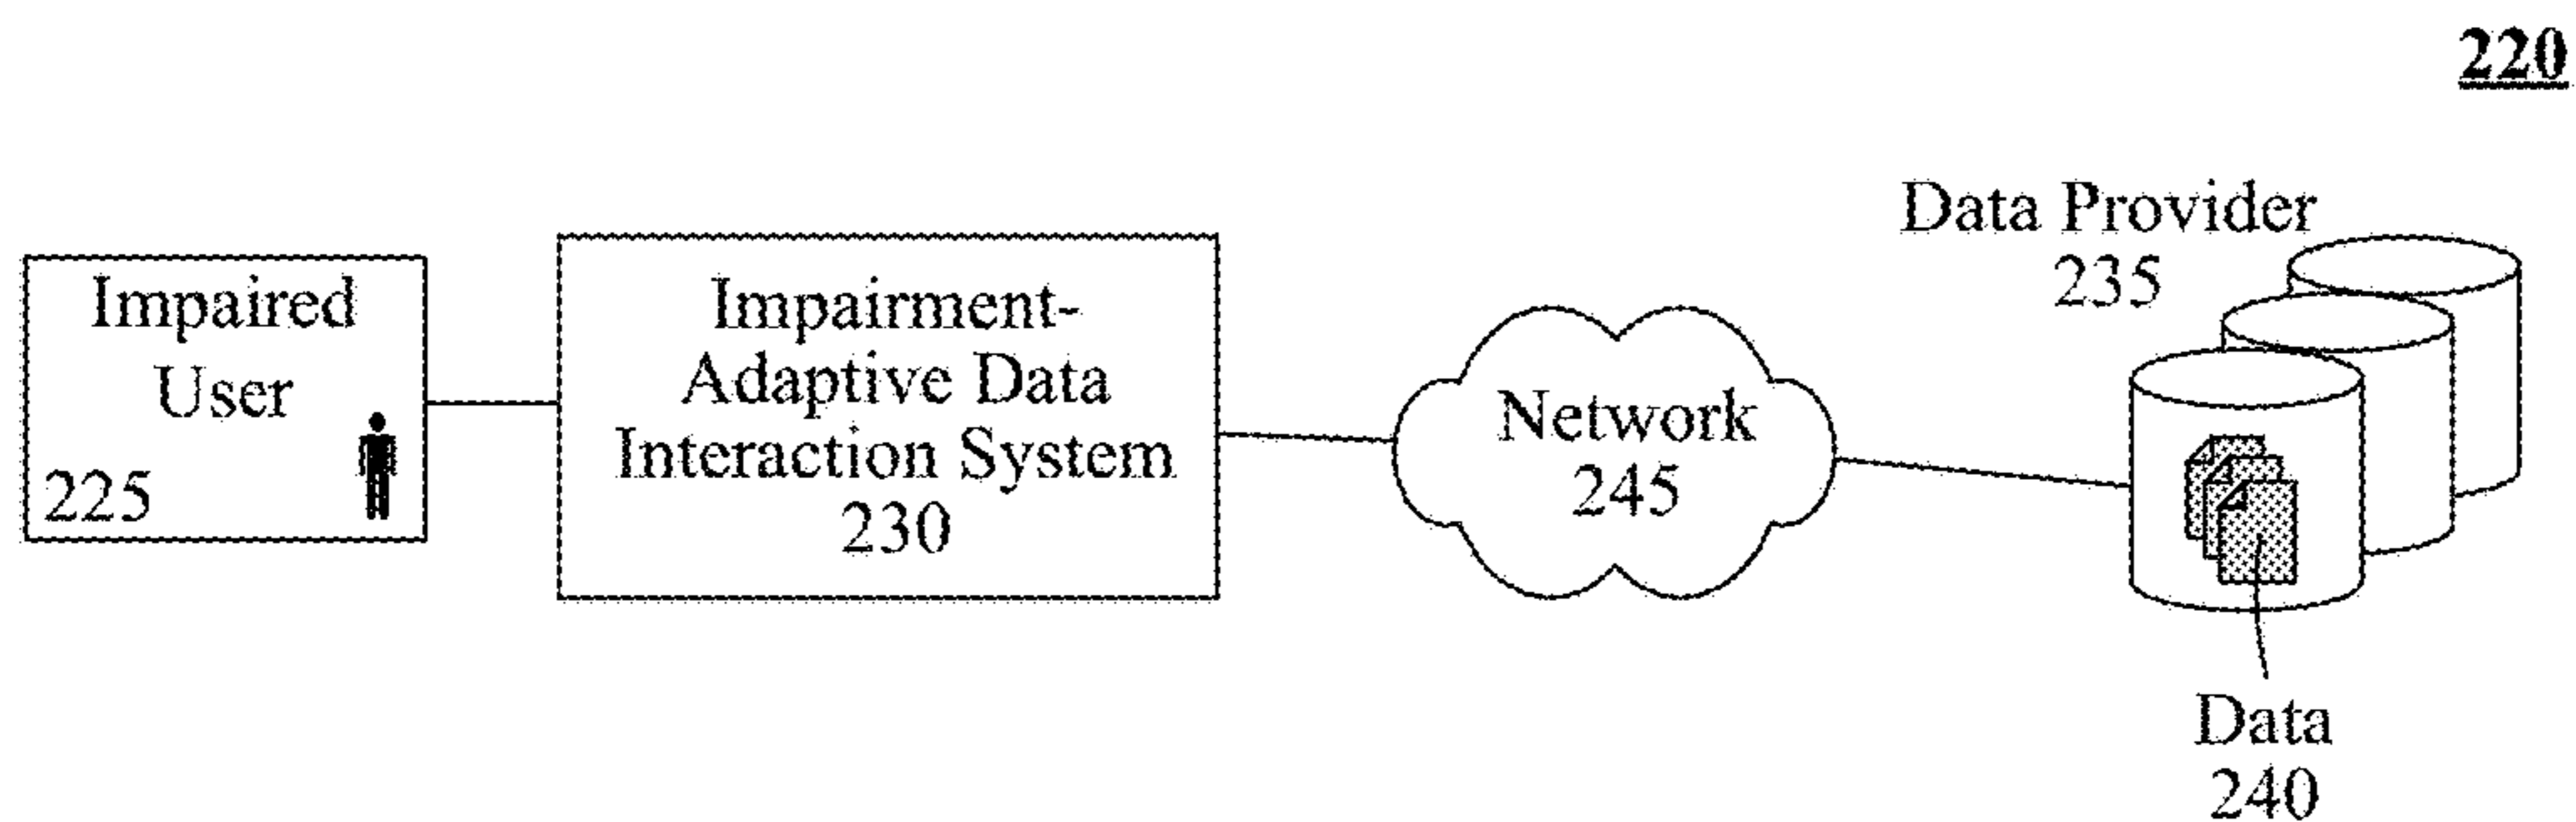 220
Impaired
User
225
Impairment-
Adaptive Data
Interaction System
230
Network
245
Data Provider
235
Data
240